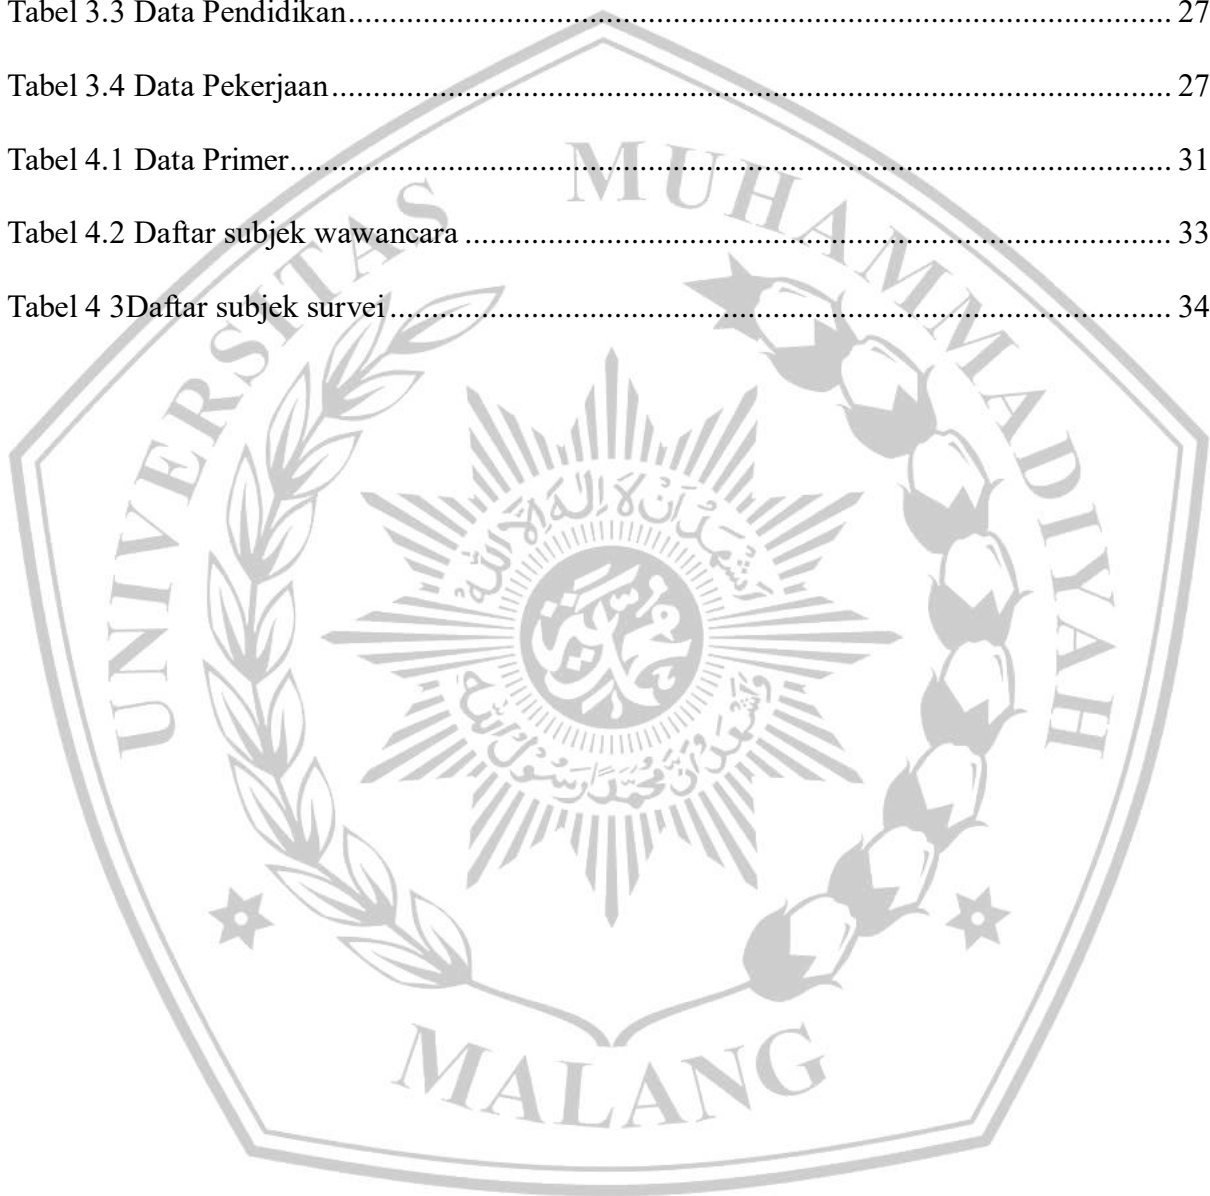 Tabel 3.3 Data Pendidikan.......................................................................................................... 27
Tabel 3.4 Data Pekerjaan............................................................................................................ 27
Tabel 4.1 Data Primer................................................................................................................. 31
Tabel 4.2 Daftar subjek wawancara ........................................................................................... 33
Tabel 4 3Daftar subjek survei..................................................................................................... 34
UNIVERSITAS MUHAMMADIYAH
MALANG